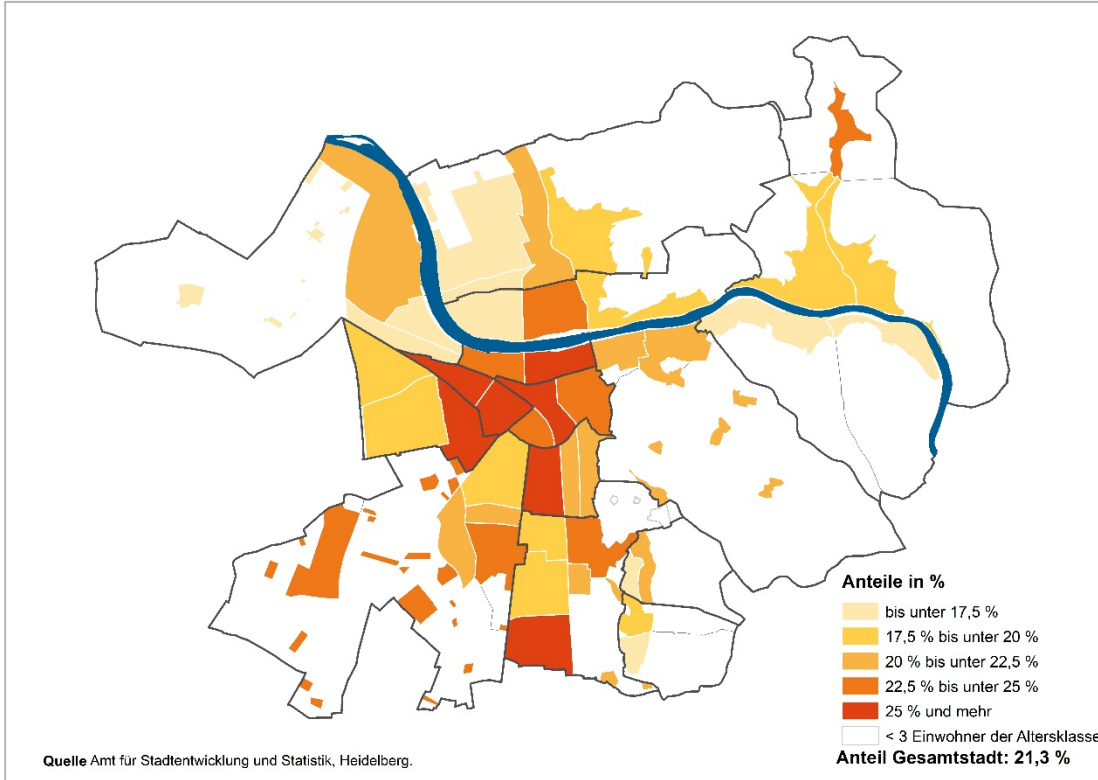 Anteile in %
bis unter 17,5 %
17,5 % bis unter 20 %
20 % bis unter 22,5 %
22,5 % bis unter 25 %
25 % und mehr
< 3 Einwohner der Altersklasse
Anteil Gesamtstadt: 21,3 %
Quelle Amt für Stadtentwicklung und Statistik, Heidelberg.